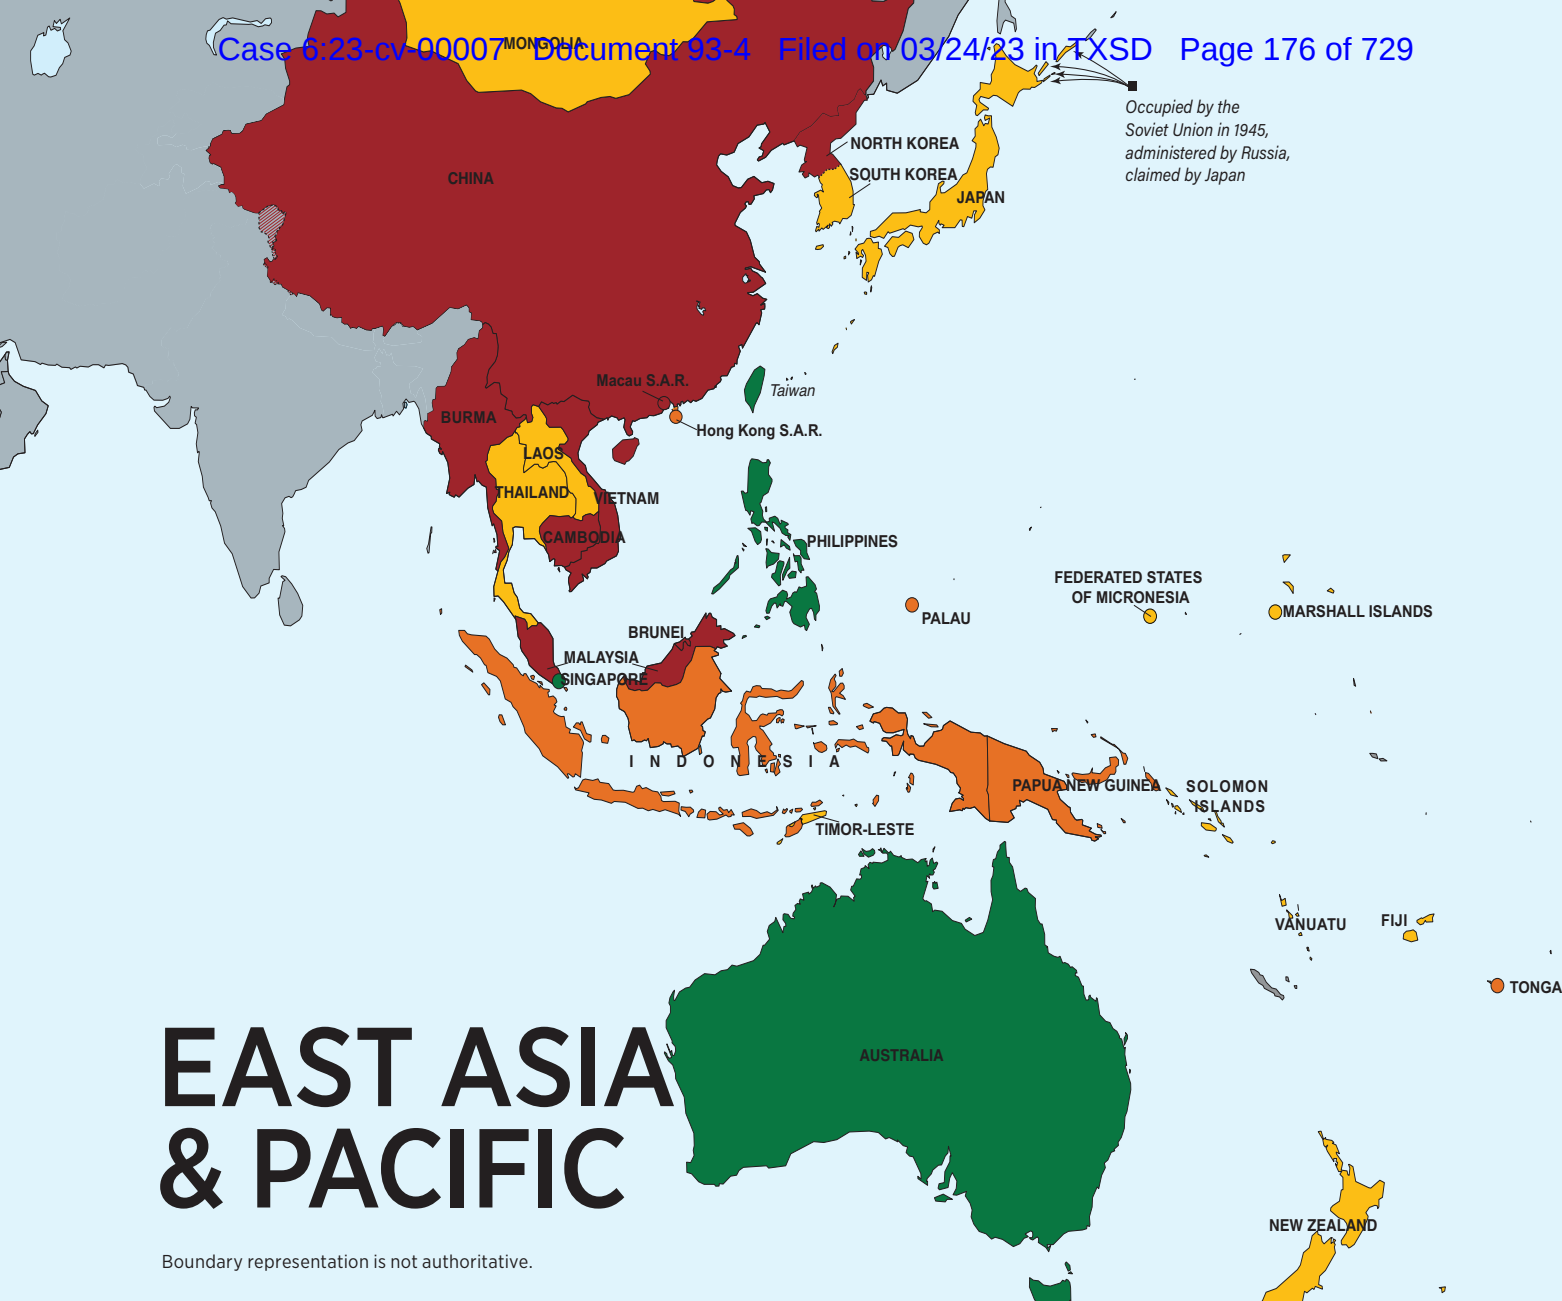 Case 6:23-cv-00007   Document 93-4   Filed on 03/24/23 in TXSD   Page 176 of 729
MONGOLIA
Occupied by the
Soviet Union in 1945,
administered by Russia,
claimed by Japan
NORTH KOREA
SOUTH KOREA
CHINA
JAPAN
Macau S.A.R.
Taiwan
BURMA
Hong Kong S.A.R.
LAOS
THAILAND
VIETNAM
CAMBODIA
PHILIPPINES
FEDERATED STATES
OF MICRONESIA
MARSHALL ISLANDS
PALAU
BRUNEI
MALAYSIA
SINGAPORE
INDONESIA
PAPUA NEW GUINEA
SOLOMON
ISLANDS
TIMOR-LESTE
VANUATU
FIJI
TONGA
AUSTRALIA
EAST ASIA
& PACIFIC
NEW ZEALAND
Boundary representation is not authoritative.